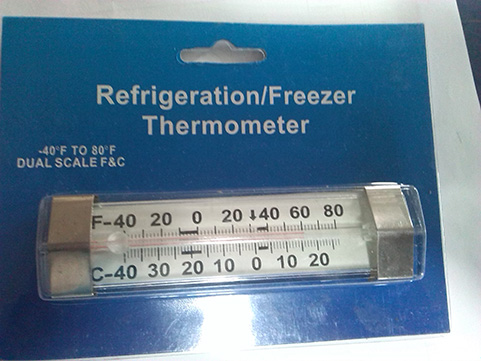 Refrigeration/Freezer
Thermometer
-40°F TO 80°F
DUAL SCALE F&C
F-40 20 0 20 40 60 80
C-40 30 20 10 0 10 20